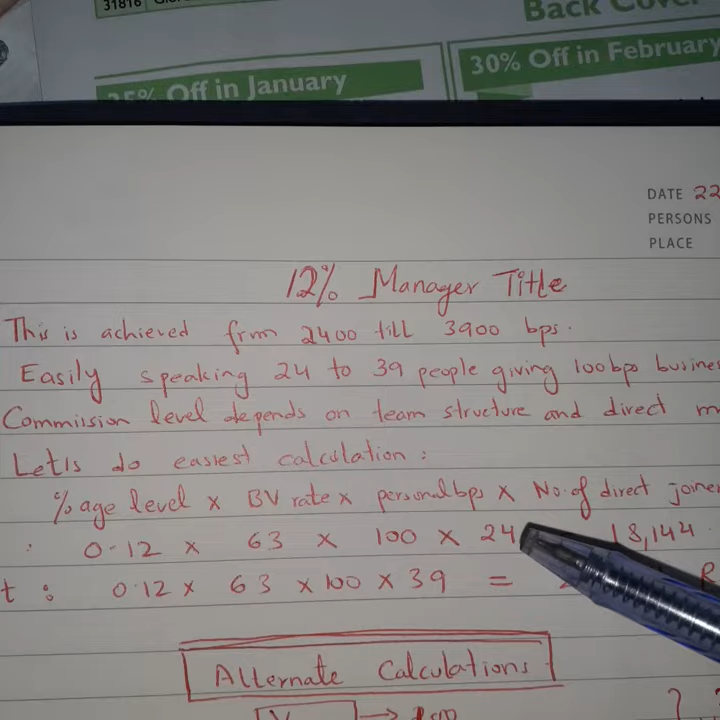 31816
Back Cover
25% Off in January
30% Off in February
DATE 22
PERSONS
PLACE
12% Manager Title
This is achieved from 2400 till 3900 bps.
Easily speaking 24 to 39 people giving 100bps
Commission level depends on team structure and direct
Let's do easiest calculation :
%age level x BV rate x personal bps x No. of direct
: 0.12 x 63 x 100 x 24 18,144
t : 0.12 x 63 x 100 x 39 =
Alternate Calculations